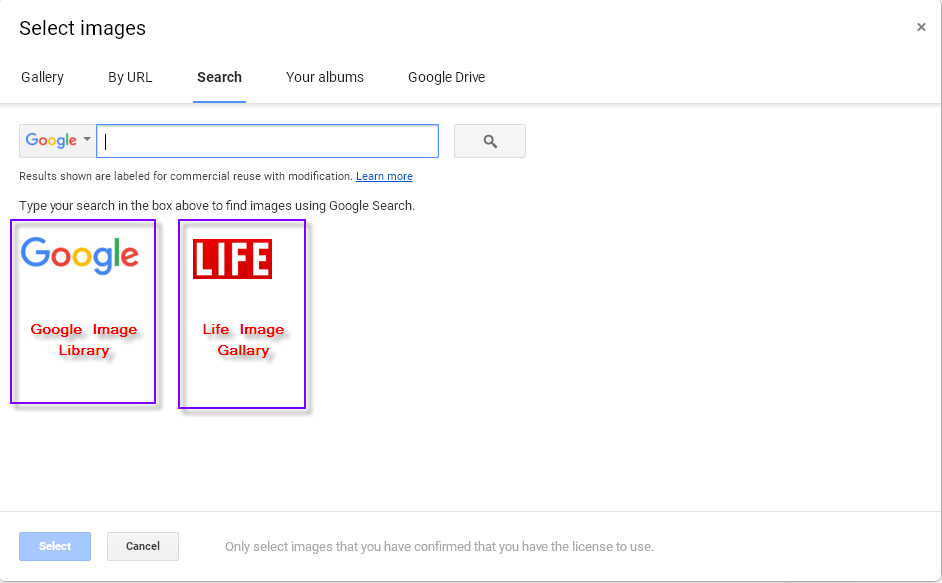 Select images
×
Gallery By URL Search Your albums Google Drive
Google
Results shown are labeled for commercial reuse with modification. Learn more
Type your search in the box above to find images using Google Search.
Google LIFE
Google Image Life Image
Library Gallary
Select Cancel Only select images that you have confirmed that you have the license to use.